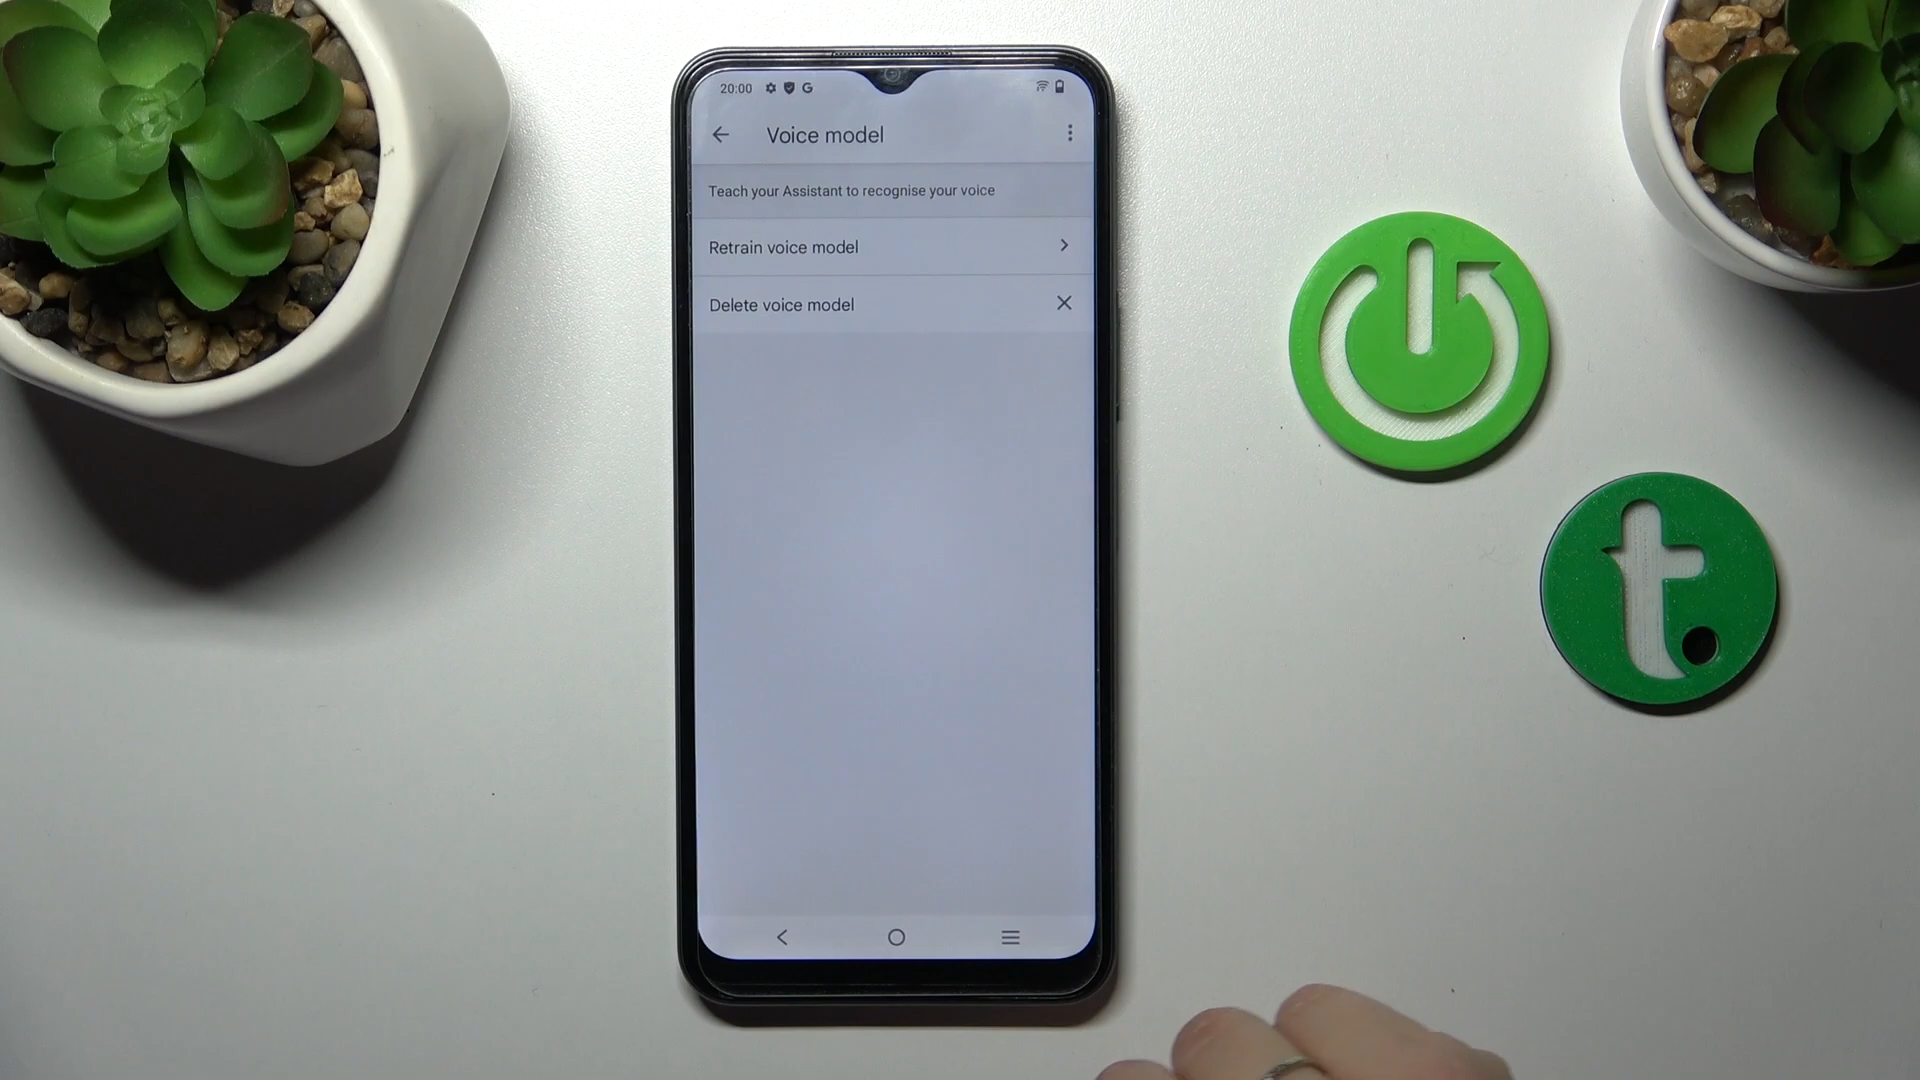 20:00
Voice model
Teach your Assistant to recognise your voice
Retrain voice model
Delete voice model
t.